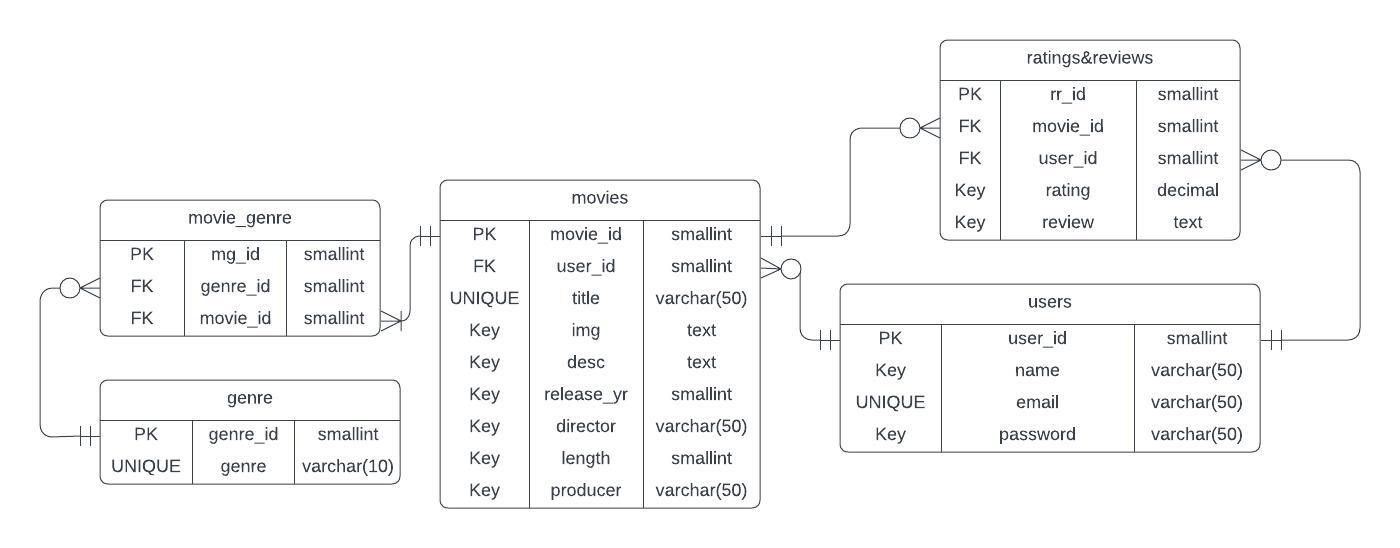 ratings&reviews
PK rr_id smallint
FK movie_id smallint
FK user_id smallint
Key rating decimal
Key review text
movie_genre
PK mg_id smallint
FK genre_id smallint
FK movie_id smallint
movies
PK movie_id smallint
FK user_id smallint
UNIQUE title varchar(50)
Key img text
Key desc text
Key release_yr smallint
Key director varchar(50)
Key length smallint
Key producer varchar(50)
users
PK user_id smallint
Key name varchar(50)
UNIQUE email varchar(50)
Key password varchar(50)
genre
PK genre_id smallint
UNIQUE genre varchar(10)